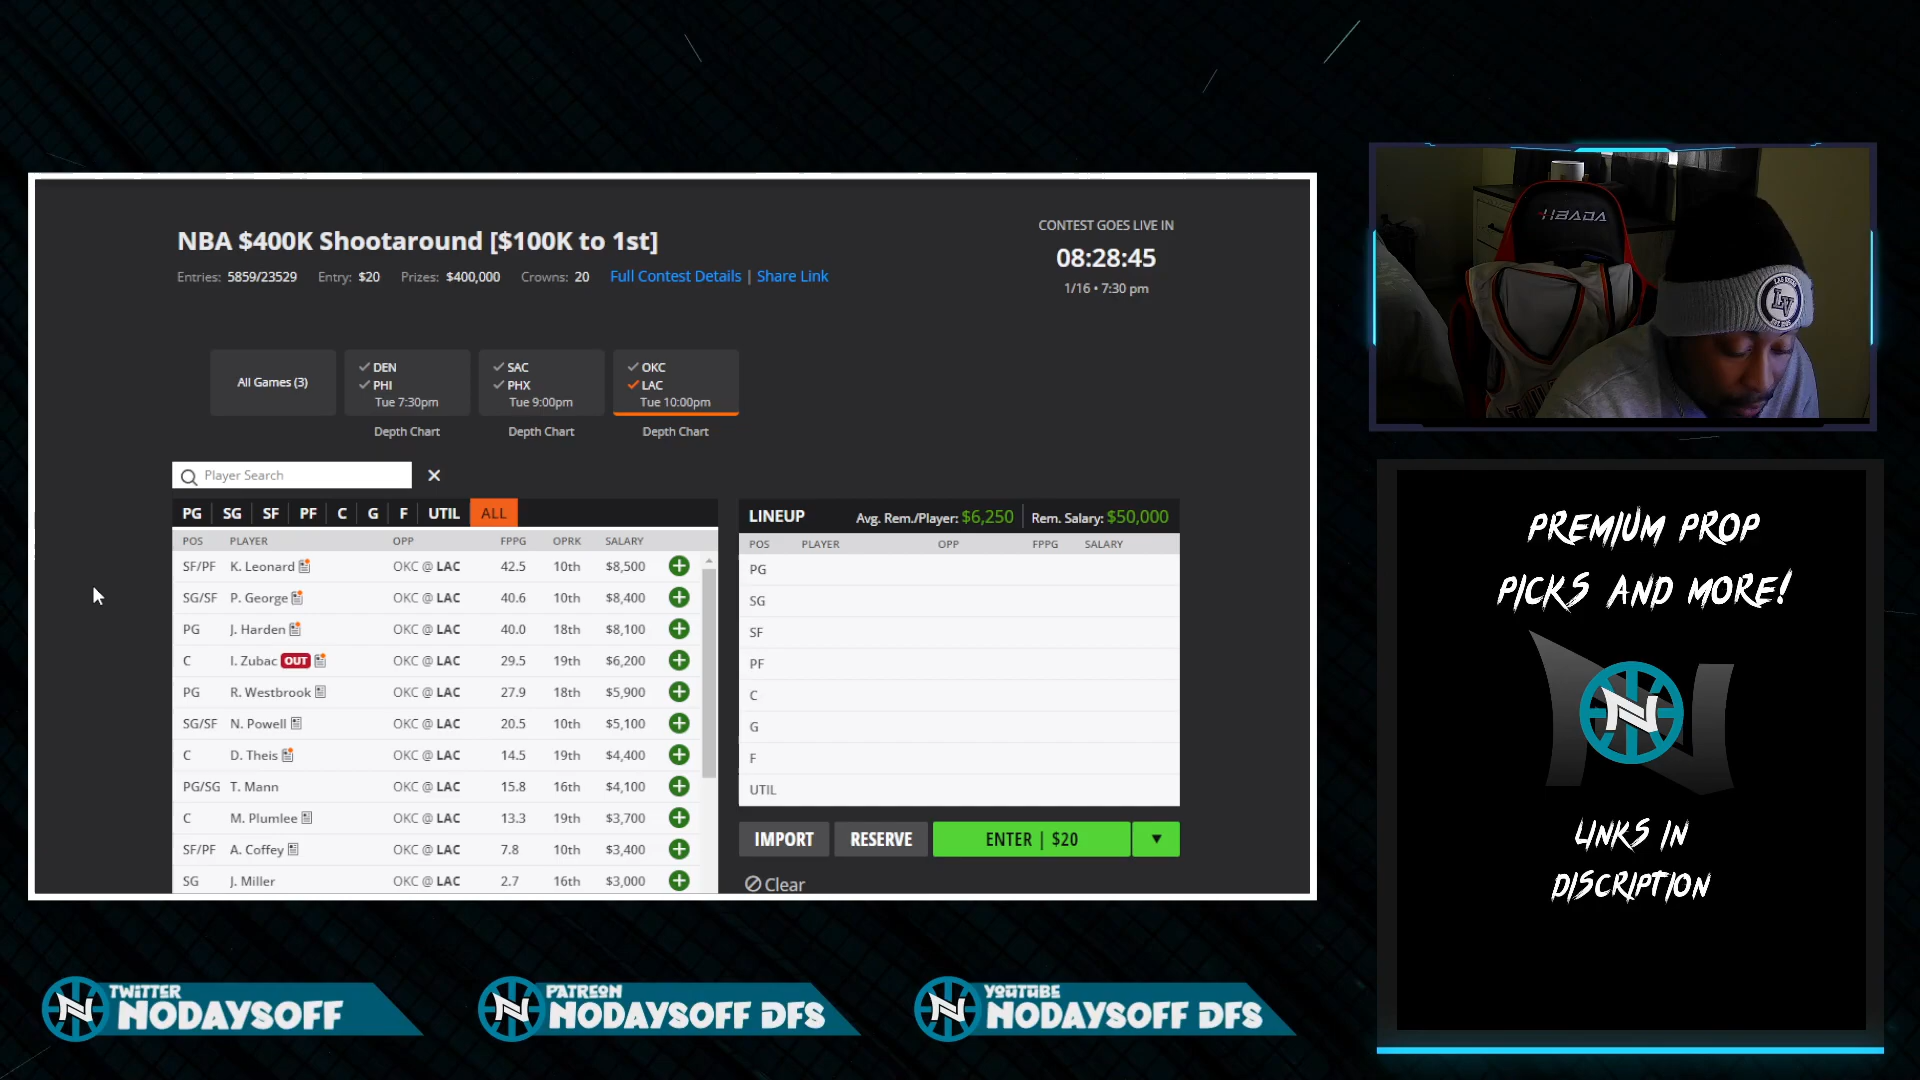 NBA $400K Shootaround [$100K to 1st]
Entries: 5859/23529 Entry: $20 Prizes: $400,000 Crowns: 20 Full Contest Details | Share Link
CONTEST GOES LIVE IN
08:28:45
1/16 • 7:30 pm
All Games (3)
DEN
PHI
Tue 7:30pm
Depth Chart
SAC
PHX
Tue 9:00pm
Depth Chart
OKC
LAC
Tue 10:00pm
Depth Chart
Player Search
PG SG SF PF C G F UTIL ALL
POS PLAYER OPP FPPG OPRK SALARY
SF/PF K. Leonard OKC @ LAC 42.5 10th $8,500
SG/SF P. George OKC @ LAC 40.6 10th $8,400
PG J. Harden OKC @ LAC 40.0 18th $8,100
C I. Zubac OUT OKC @ LAC 29.5 19th $6,200
PG R. Westbrook OKC @ LAC 27.9 18th $5,900
SG/SF N. Powell OKC @ LAC 20.5 10th $5,100
C D. Theis OKC @ LAC 14.5 19th $4,400
PG/SG T. Mann OKC @ LAC 15.8 16th $4,100
C M. Plumlee OKC @ LAC 13.3 19th $3,700
SF/PF A. Coffey OKC @ LAC 7.8 10th $3,400
SG J. Miller OKC @ LAC 2.7 16th $3,000
LINEUP Avg. Rem./Player: $6,250 Rem. Salary: $50,000
POS PLAYER OPP FPPG SALARY
PG
SG
SF
PF
C
G
F
UTIL
IMPORT RESERVE ENTER | $20
Clear
HBADA
LV
PREMIUM PROP
PICKS AND MORE!
N
LINKS IN
DISCRIPTION
TWITTER
NODAYSOFF
PATREON
NODAYSOFF DFS
YOUTUBE
NODAYSOFF DFS